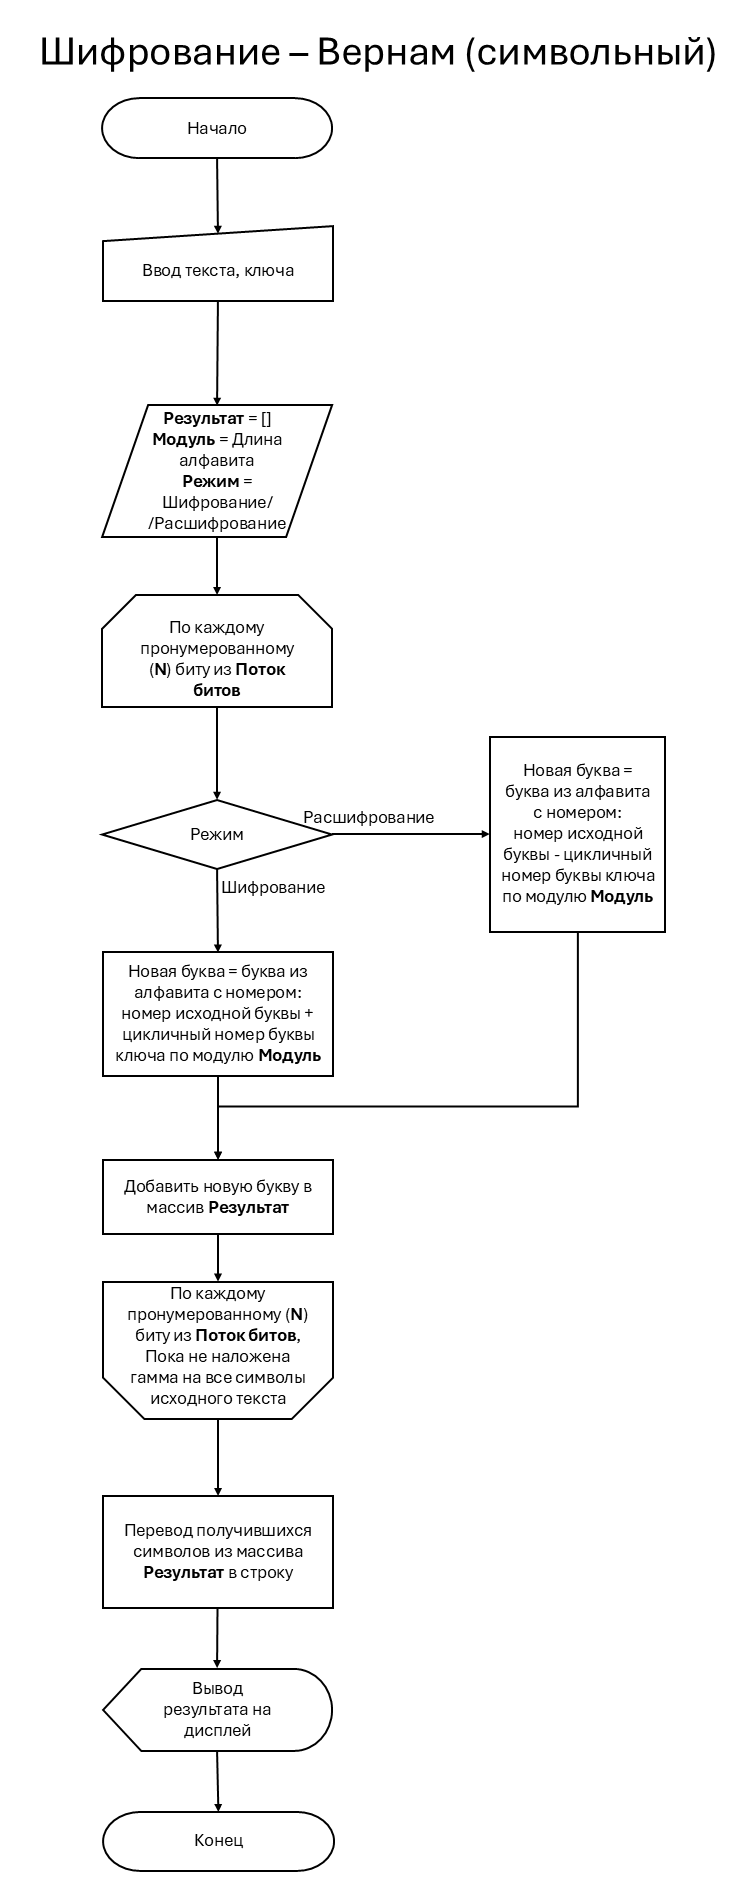 Шифрование – Вернам (символьный)
Начало
Ввод текста, ключа
Результат = []
Модуль = Длина
алфавита
Режим =
Шифрование/
/Расшифрование
По каждому
пронумерованному
(N) биту из Поток
битов
Режим
Расшифрование
Новая буква =
буква из алфавита
с номером:
номер исходной
буквы - цикличный
номер буквы ключа
по модулю Модуль
Шифрование
Новая буква = буква из
алфавита с номером:
номер исходной буквы +
цикличный номер буквы
ключа по модулю Модуль
Добавить новую букву в
массив Результат
По каждому
пронумерованному (N)
биту из Поток битов,
Пока не наложена
гамма на все символы
исходного текста
Перевод получившихся
символов из массива
Результат в строку
Вывод
результата на
дисплей
Конец